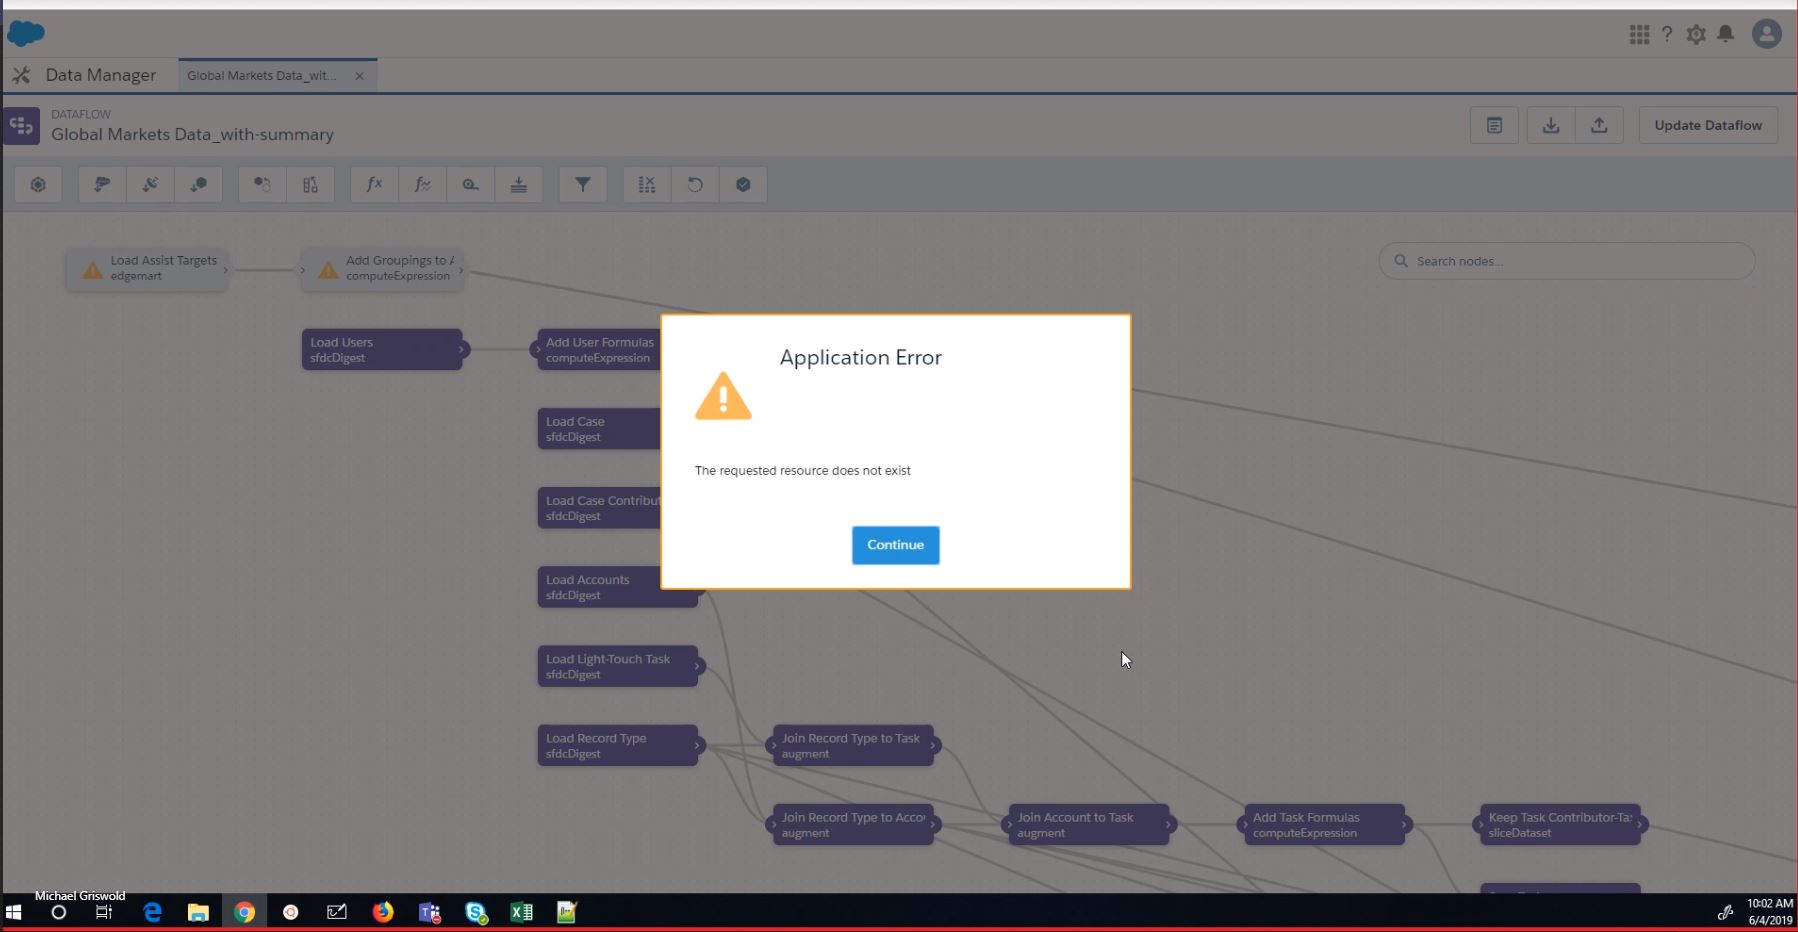 Data Manager
Global Markets Data_wit...
DATAFLOW
Global Markets Data_with-summary
Update Dataflow
Load Assist Targets
edgemart
Add Groupings to A
computeExpression
Search nodes...
Load Users
sfdcDigest
Add User Formulas
computeExpression
Application Error
Load Case
sfdcDigest
The requested resource does not exist
Load Case Contribut
sfdcDigest
Continue
Load Accounts
sfdcDigest
Load Light-Touch Task
sfdcDigest
Load Record Type
sfdcDigest
Join Record Type to Task
augment
Join Record Type to Accou
augment
Join Account to Task
augment
Add Task Formulas
computeExpression
Keep Task Contributor-Tas
sliceDataset
Michael Griswold
10:02 AM
6/4/2019